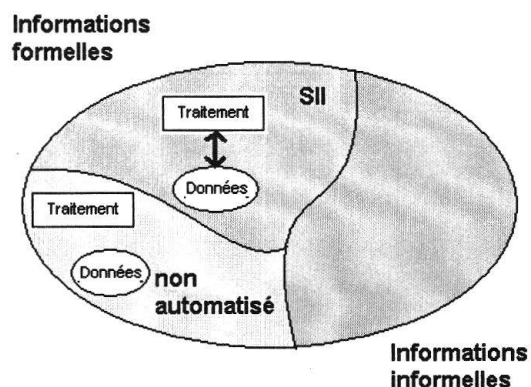 Informations
formelles
SII
Traitement
Données
Traitement
Données
non
automatisé
Informations
informelles